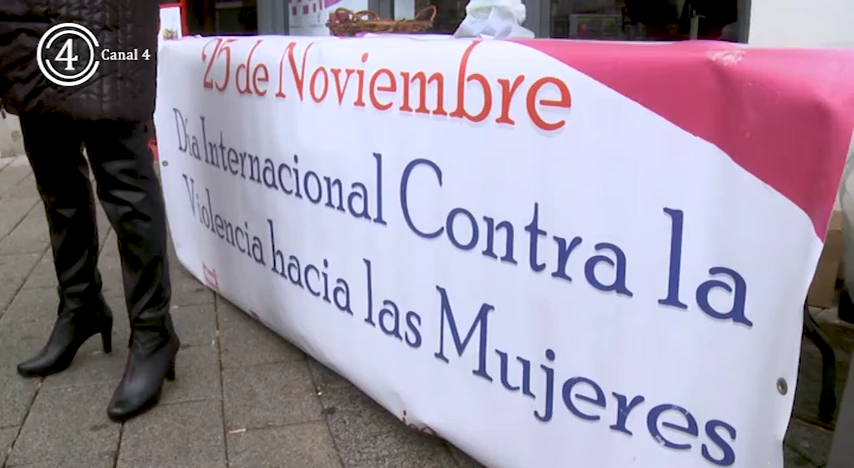 4 Canal 4
25 de Noviembre
Día Internacional Contra la
Violencia hacia las Mujeres